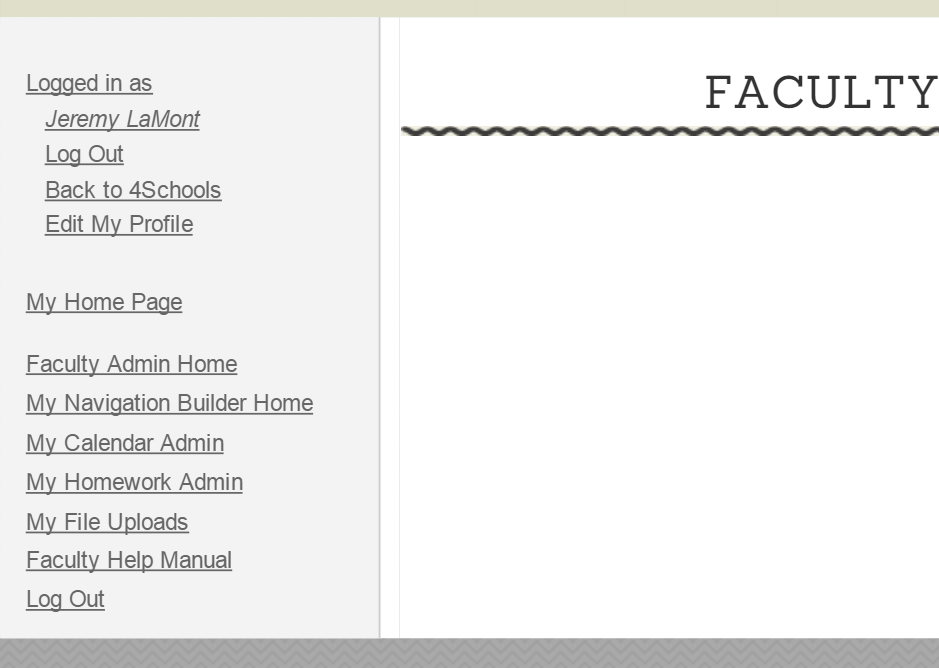 Logged in as
Jeremy LaMont
Log Out
Back to 4Schools
Edit My Profile
My Home Page
Faculty Admin Home
My Navigation Builder Home
My Calendar Admin
My Homework Admin
My File Uploads
Faculty Help Manual
Log Out
FACULTY